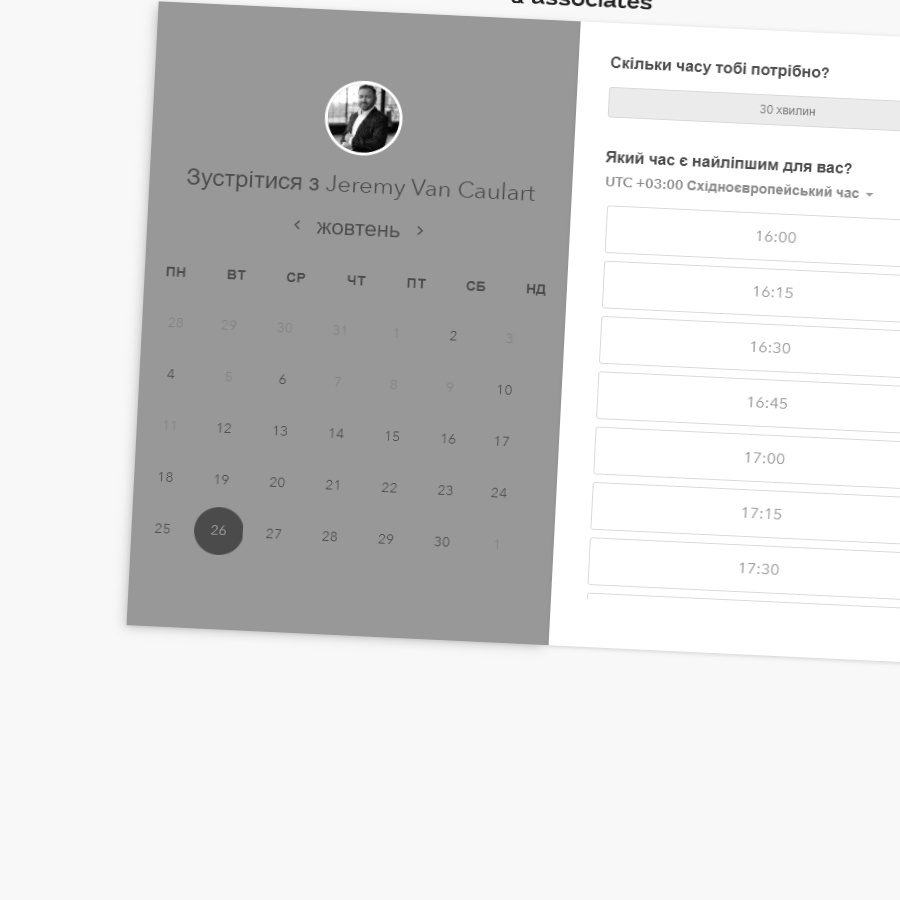 & associates
Зустрітися з Jeremy Van Caulart
жовтень
ПН ВТ СР ЧТ ПТ СБ НД
28 29 30 31 1 2 3
4 5 6 7 8 9 10
11 12 13 14 15 16 17
18 19 20 21 22 23 24
25 26 27 28 29 30 1
Скільки часу тобі потрібно?
30 хвилин
Який час є найліпшим для вас?
UTC +03:00 Східноєвропейський час
16:00
16:15
16:30
16:45
17:00
17:15
17:30